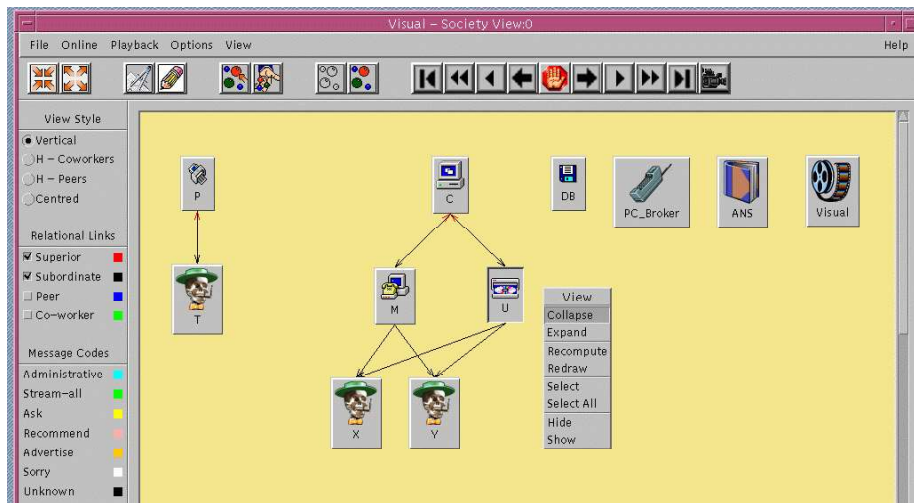 Visual – Society View:0
File Online Playback Options View Help
View Style
Vertical
H – Coworkers
H – Peers
Centred
Relational Links
Superior
Subordinate
Peer
Co–worker
Message Codes
Administrative
Stream–all
Ask
Recommend
Advertise
Sorry
Unknown
P
C
DB
PC_Broker
ANS
Visual
T
M
U
X
Y
View
Collapse
Expand
Recompute
Redraw
Select
Select All
Hide
Show